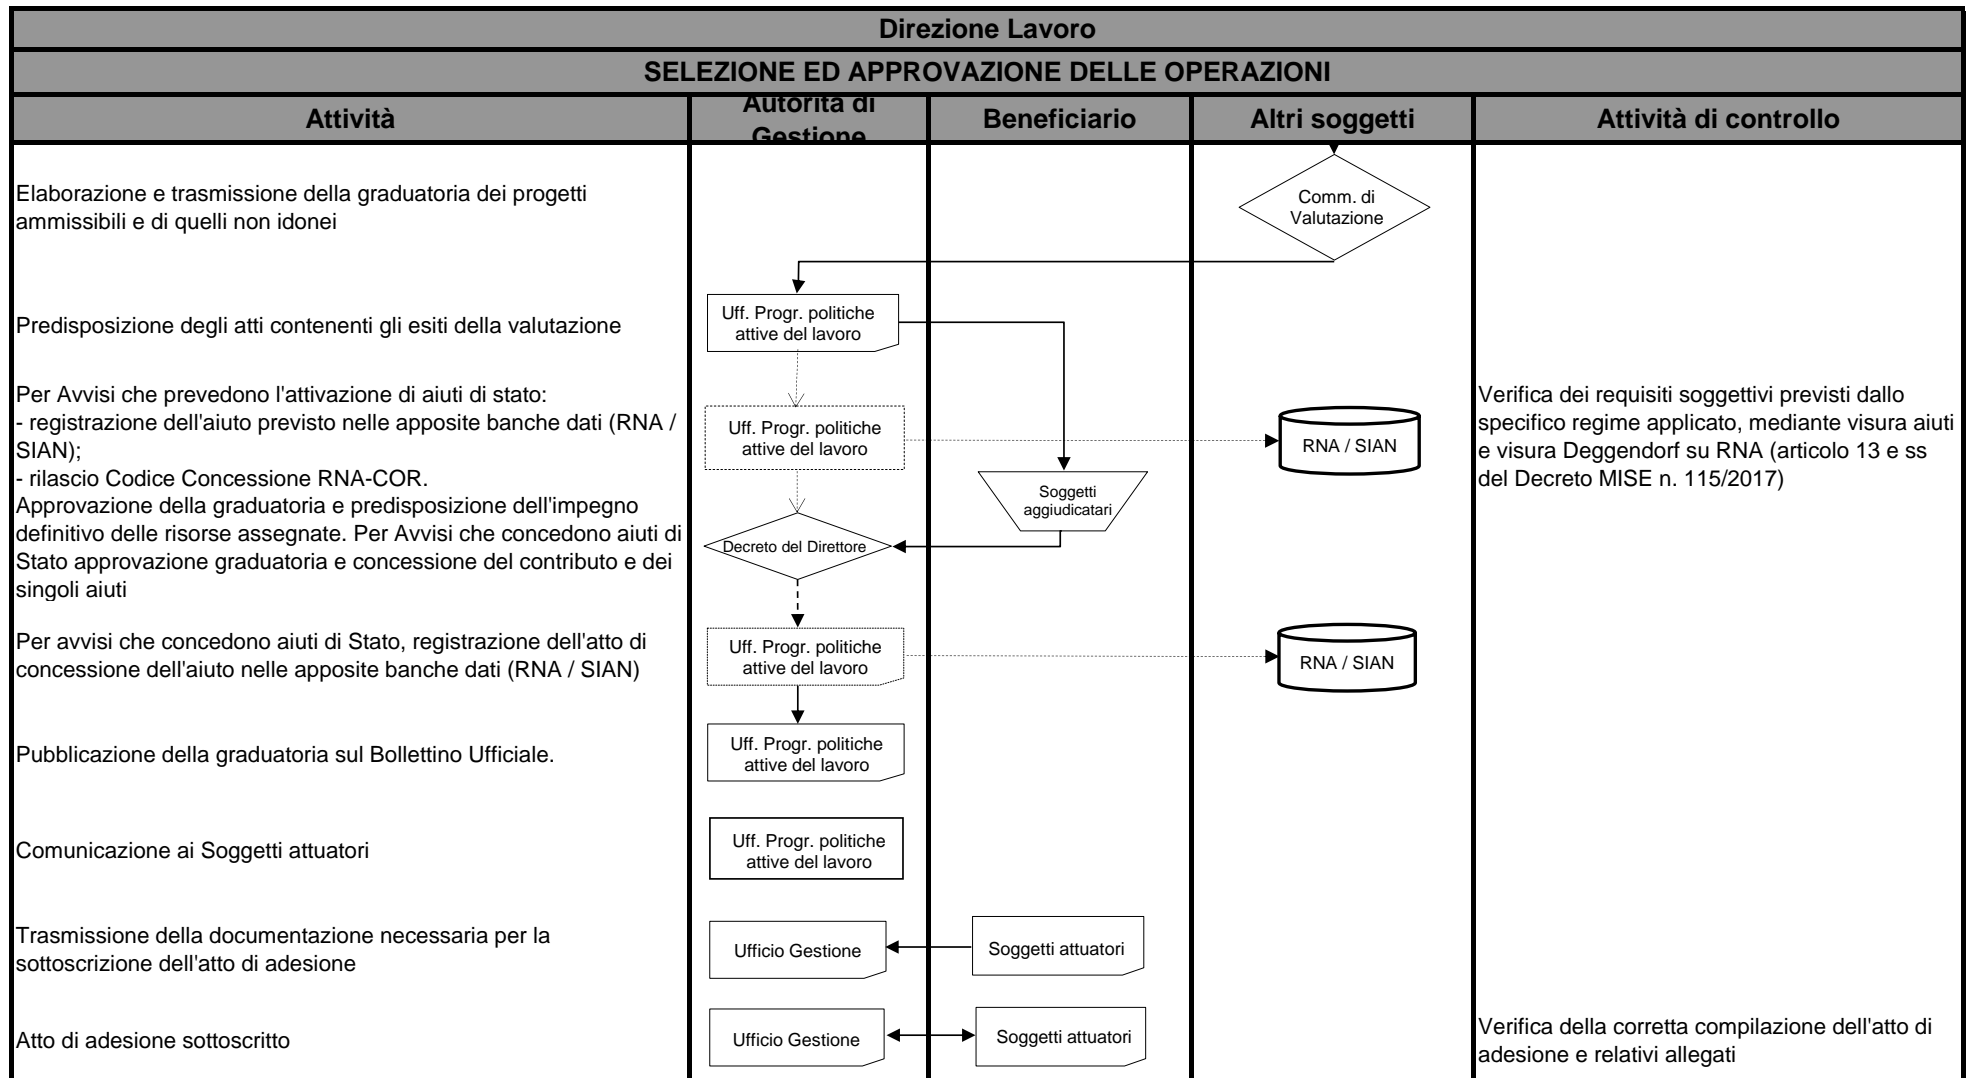 Direzione Lavoro
SELEZIONE ED APPROVAZIONE DELLE OPERAZIONI
Attività
Autorità di
Gestione
Beneficiario
Altri soggetti
Attività di controllo
Elaborazione e trasmissione della graduatoria dei progetti
ammissibili e di quelli non idonei
Comm. di
Valutazione
Predisposizione degli atti contenenti gli esiti della valutazione
Uff. Progr. politiche
attive del lavoro
Per Avvisi che prevedono l'attivazione di aiuti di stato:
- registrazione dell'aiuto previsto nelle apposite banche dati (RNA /
SIAN);
- rilascio Codice Concessione RNA-COR.
Uff. Progr. politiche
attive del lavoro
RNA / SIAN
Verifica dei requisiti soggettivi previsti dallo
specifico regime applicato, mediante visura aiuti
e visura Deggendorf su RNA (articolo 13 e ss
del Decreto MISE n. 115/2017)
Approvazione della graduatoria e predisposizione dell'impegno
definitivo delle risorse assegnate. Per Avvisi che concedono aiuti di
Stato approvazione graduatoria e concessione del contributo e dei
singoli aiuti
Decreto del Direttore
Soggetti
aggiudicatari
Per avvisi che concedono aiuti di Stato, registrazione dell'atto di
concessione dell'aiuto nelle apposite banche dati (RNA / SIAN)
Uff. Progr. politiche
attive del lavoro
RNA / SIAN
Pubblicazione della graduatoria sul Bollettino Ufficiale.
Uff. Progr. politiche
attive del lavoro
Comunicazione ai Soggetti attuatori
Uff. Progr. politiche
attive del lavoro
Trasmissione della documentazione necessaria per la
sottoscrizione dell'atto di adesione
Ufficio Gestione
Soggetti attuatori
Atto di adesione sottoscritto
Ufficio Gestione
Soggetti attuatori
Verifica della corretta compilazione dell'atto di
adesione e relativi allegati